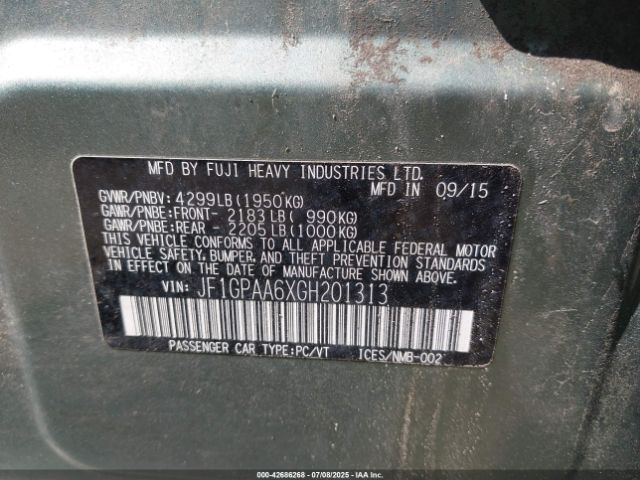 MFD BY FUJI HEAVY INDUSTRIES LTD.
MFD IN 09/15
GVWR/PNBV: 4299LB(1950KG)
GAWR/PNBE:FRONT- 2183LB( 990KG)
GAWR/PNBE:REAR - 2205LB(1000KG)
THIS VEHICLE CONFORMS TO ALL APPLICABLE FEDERAL MOTOR
VEHICLE SAFETY, BUMPER, AND THEFT PREVENTION STANDARDS
IN EFFECT ON THE DATE OF MANUFACTURE SHOWN ABOVE.
VIN: JF1GPAA6XGH201313
PASSENGER CAR TYPE:PC/VT ICES/NMB-002
000-42686268 - 07/08/2025 - IAAI.COM